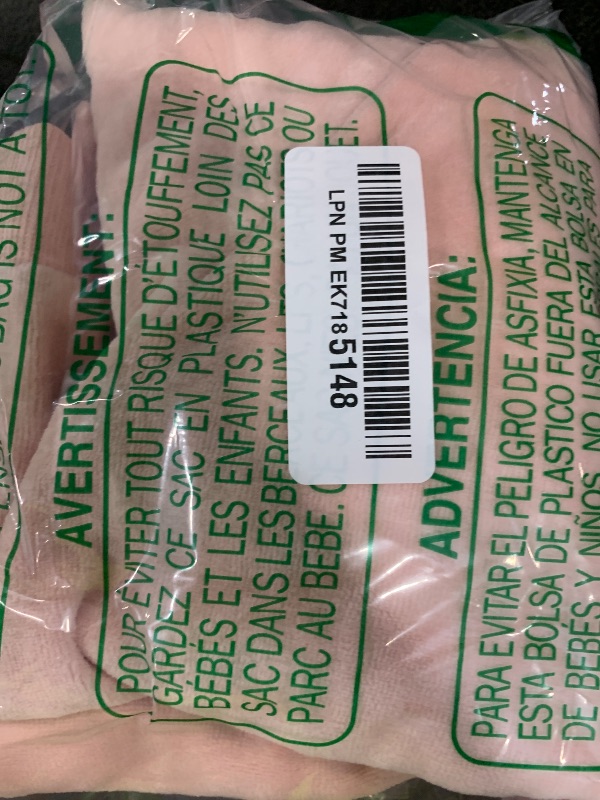 BAG IS NOT A TOY.
AVERTISSEMENT:
POUR ÉVITER TOUT RISQUE D'ÉTOUFFEMENT,
GARDEZ CE SAC EN PLASTIQUE LOIN DES
BÉBÉS ET LES ENFANTS. N'UTILISEZ PAS CE
SAC DANS LES BERCEAUX, OU
PARC AU BEBE.
LPN PM EK7185148
ADVERTENCIA:
PARA EVITAR EL PELIGRO DE ASFIXIA, MANTENGA
ESTA BOLSA DE PLASTICO FUERA DEL ALCANCE
DE BEBÉS Y NIÑOS. NO USAR ESTA BOLSA EN
PARA